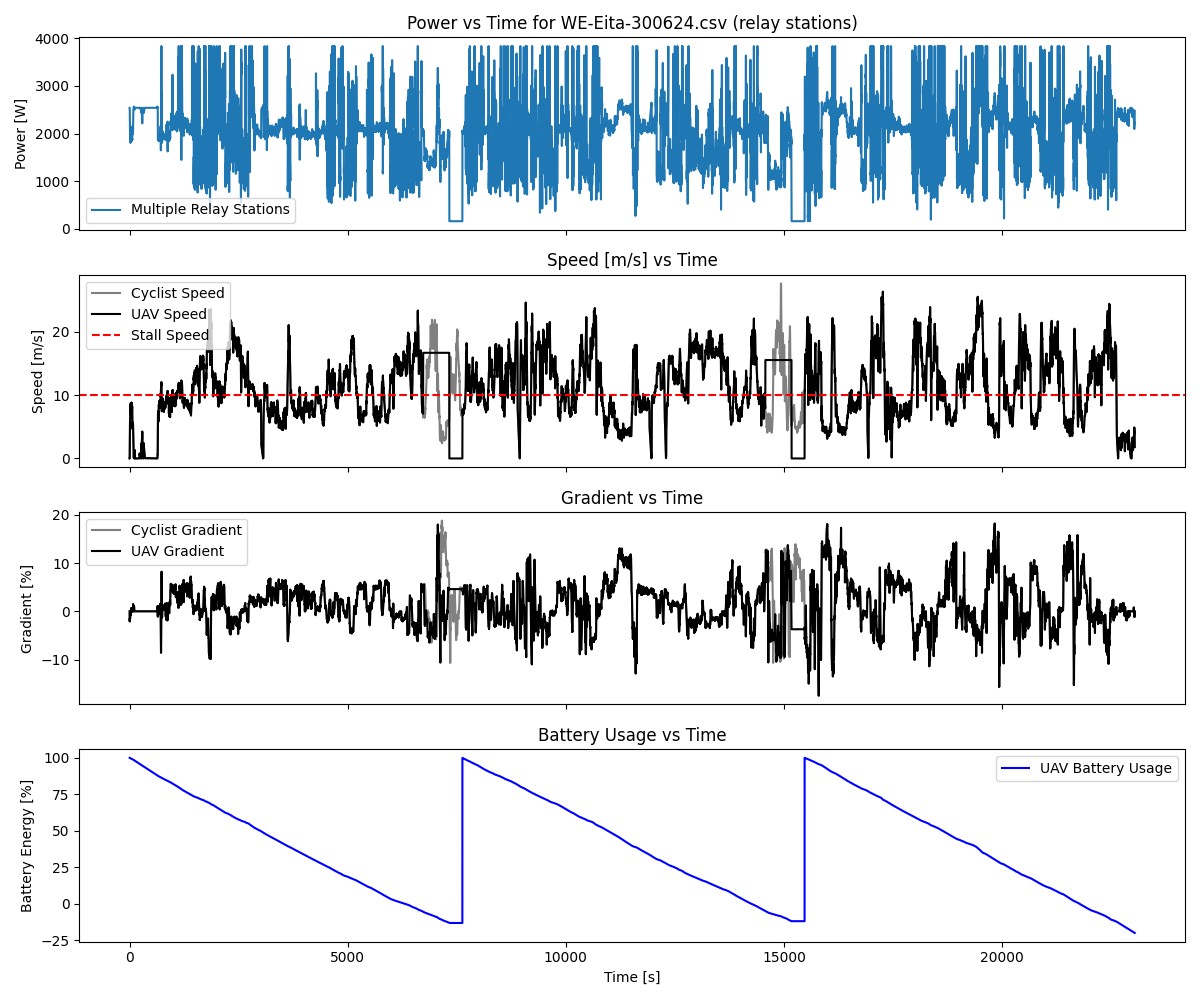 Power vs Time for WE-Eita-300624.csv (relay stations)
4000
3000
2000
1000
0
Power [W]
Multiple Relay Stations
Speed [m/s] vs Time
20
10
0
Speed [m/s]
Cyclist Speed
UAV Speed
Stall Speed
Gradient vs Time
20
10
0
−10
Gradient [%]
Cyclist Gradient
UAV Gradient
Battery Usage vs Time
100
75
50
25
0
−25
Battery Energy [%]
UAV Battery Usage
0 5000 10000 15000 20000
Time [s]